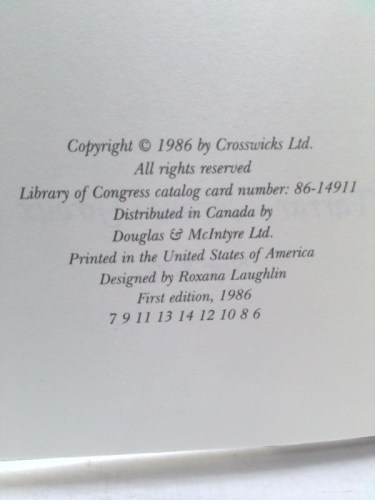 Copyright © 1986 by Crosswicks Ltd.
All rights reserved
Library of Congress catalog card number: 86-14911
Distributed in Canada by
Douglas & McIntyre Ltd.
Printed in the United States of America
Designed by Roxana Laughlin
First edition, 1986
7 9 11 13 14 12 10 8 6